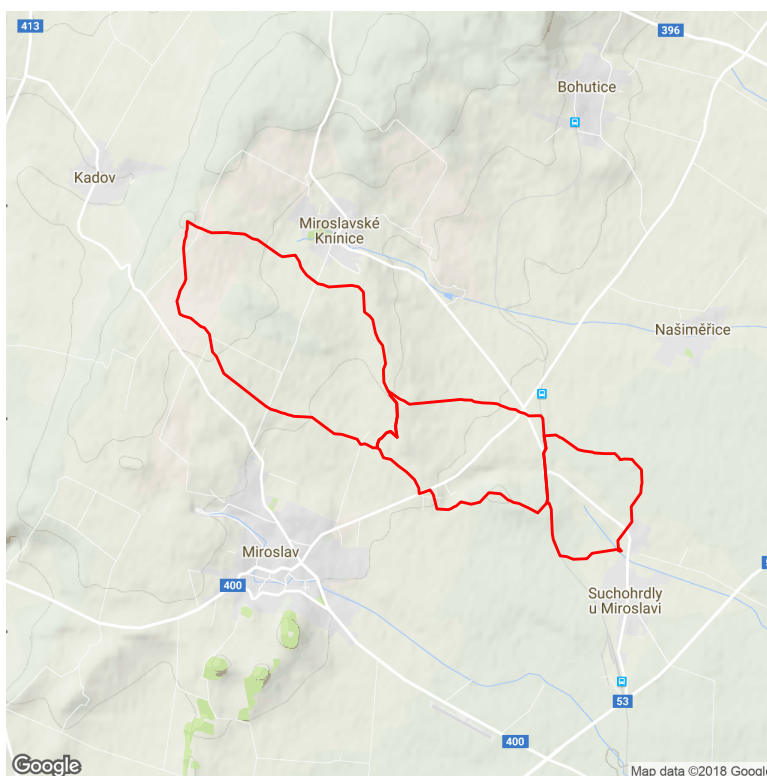 413
396
Bohutice
Kadov
Miroslavské
Knínice
Našiměřice
Miroslav
400
Suchohrdly
u Miroslavi
53
400
Google
Map data ©2018 Google